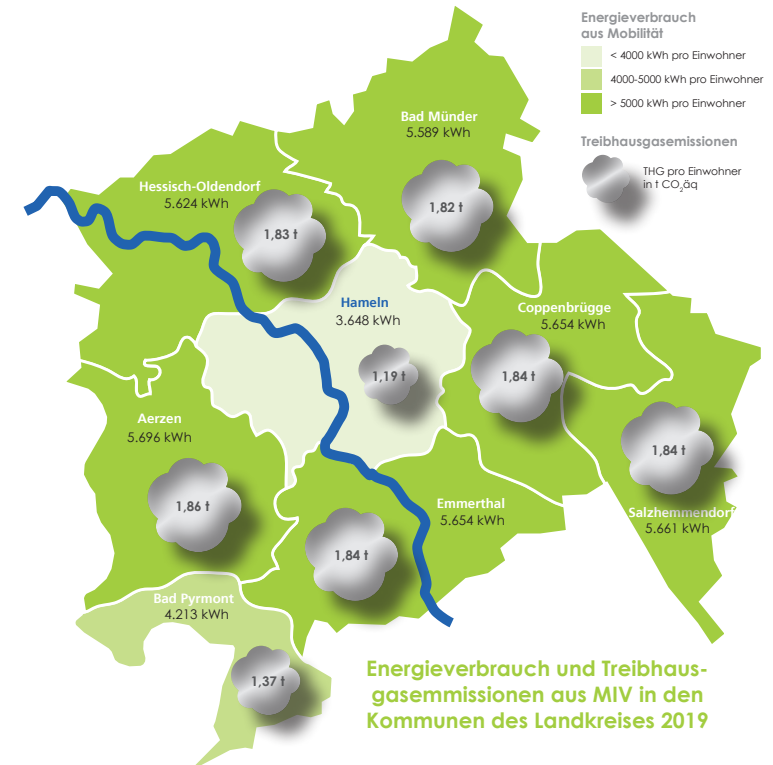 Energieverbrauch
aus Mobilität
< 4000 kWh pro Einwohner
4000-5000 kWh pro Einwohner
> 5000 kWh pro Einwohner
Treibhausgasemissionen
THG pro Einwohner
in t CO₂äq
Bad Münder
5.589 kWh
1,82 t
Hessisch-Oldendorf
5.624 kWh
1,83 t
Hameln
3.648 kWh
1,19 t
Coppenbrügge
5.654 kWh
1,84 t
Aerzen
5.696 kWh
1,86 t
Emmerthal
5.654 kWh
1,84 t
Salzhemmendorf
5.661 kWh
1,84 t
Bad Pyrmont
4.213 kWh
1,37 t
Energieverbrauch und Treibhaus-
gasemmissionen aus MIV in den
Kommunen des Landkreises 2019